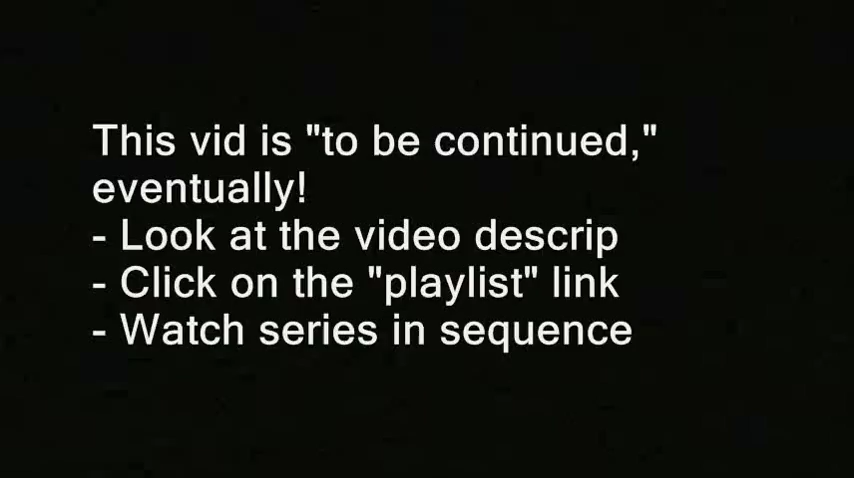 This vid is "to be continued,"
eventually!
- Look at the video descrip
- Click on the "playlist" link
- Watch series in sequence